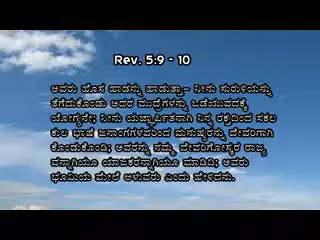 Rev. 5:9 - 10
ಅವರು ಹೊಸ ಹಾಡನ್ನು ಹಾಡುತ್ತಾ- ನೀನು ಸುರುಳಿಯನ್ನು
ತೆಗೆದುಕೊಂಡು ಅದರ ಮುದ್ರೆಗಳನ್ನು ಒಡೆಯುವದಕ್ಕೆ
ಯೋಗ್ಯನೇ; ನೀನು ಯಜ್ಞಾರ್ಪಿತನಾಗಿ ನಿನ್ನ ರಕ್ತದಿಂದ ಸಕಲ
ಕುಲ ಭಾಷೆ ಜನಾಂಗಗಳವರಿಂದ ಮನುಷ್ಯರನ್ನು ದೇವರಿಗಾಗಿ
ಕೊಂಡುಕೊಂಡಿ; ಅವರನ್ನು ನಮ್ಮ ದೇವರಿಗೋಸ್ಕರ ರಾಜ್ಯ
ವನ್ನಾಗಿಯೂ ಯಾಜಕರನ್ನಾಗಿಯೂ ಮಾಡಿದಿ; ಅವರು
ಭೂಮಿಯ ಮೇಲೆ ಆಳುವರು ಎಂದು ಹೇಳಿದನು.